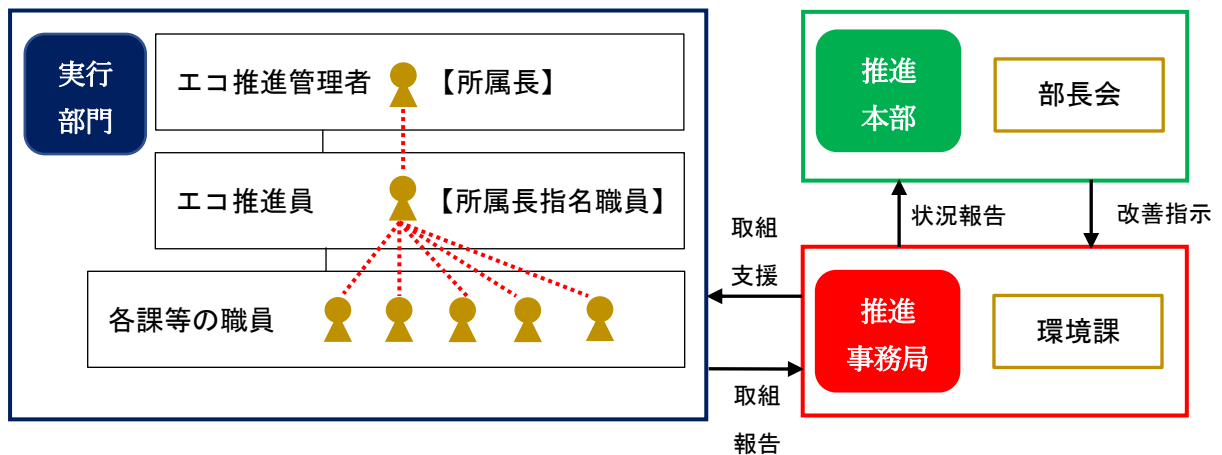 実行
部門
エコ推進管理者 【所属長】
エコ推進員 【所属長指名職員】
各課等の職員
推進
本部
部長会
状況報告
改善指示
取組
支援
取組
報告
推進
事務局
環境課